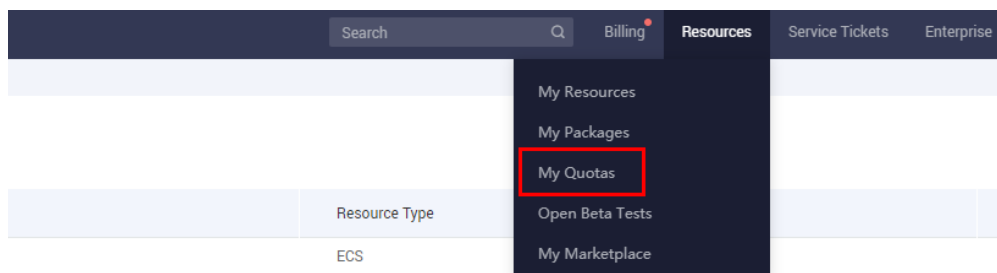 Search Billing Resources Service Tickets Enterprise
My Resources
My Packages
My Quotas
Resource Type Open Beta Tests
ECS My Marketplace